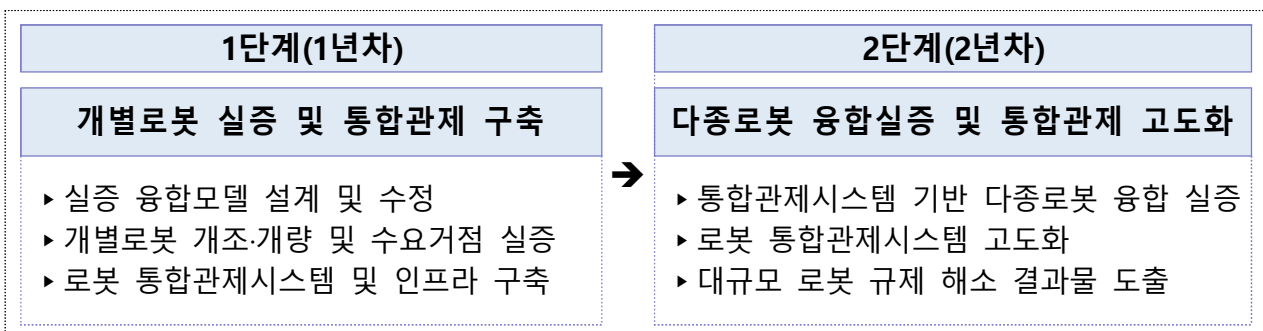 1단계(1년차)
개별로봇 실증 및 통합관제 구축
▸실증 융합모델 설계 및 수정
▸개별로봇 개조·개량 및 수요거점 실증
▸로봇 통합관제시스템 및 인프라 구축
➔
2단계(2년차)
다종로봇 융합실증 및 통합관제 고도화
▸통합관제시스템 기반 다종로봇 융합 실증
▸로봇 통합관제시스템 고도화
▸대규모 로봇 규제 해소 결과물 도출